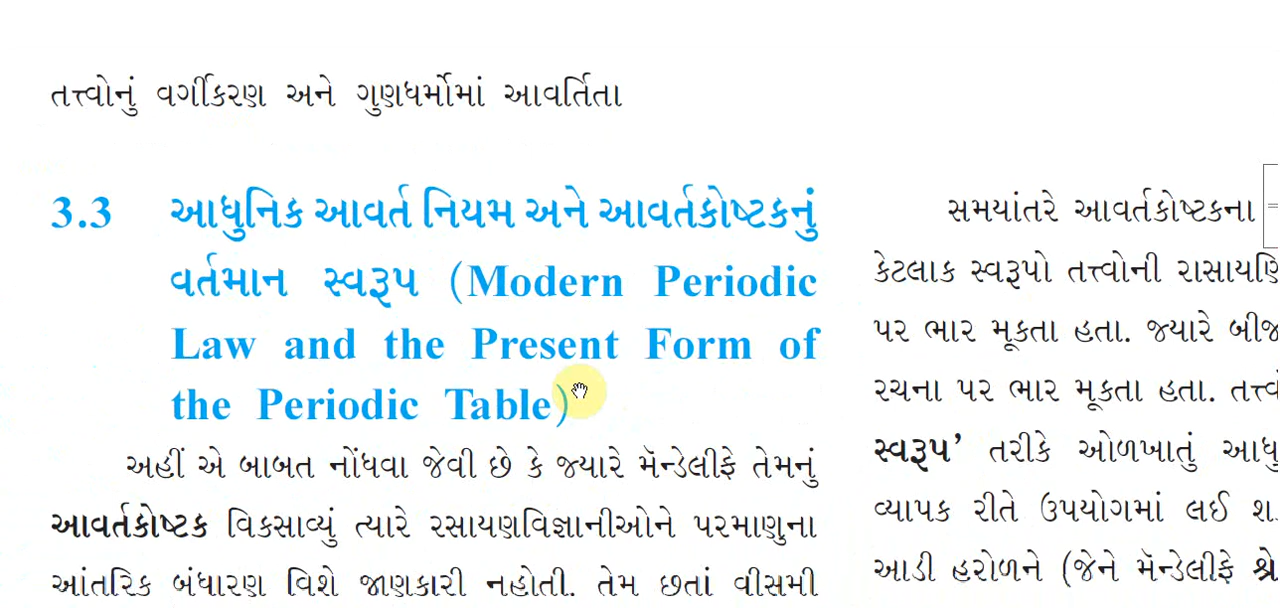 તત્ત્વોનું વર્ગીકરણ અને ગુણધર્મોમાં આવર્તિતા
3.3 આધુનિક આવર્ત નિયમ અને આવર્તકોષ્ટકનું
વર્તમાન સ્વરૂપ (Modern Periodic
Law and the Present Form of
the Periodic Table)
અહીં એ બાબત નોંધવા જેવી છે કે જ્યારે મૅન્ડેલીફે તેમનું
આવર્તકોષ્ટક વિકસાવ્યું ત્યારે રસાયણવિજ્ઞાનીઓને પરમાણુના
આંતરિક બંધારણ વિશે જાણકારી નહોતી. તેમ છતાં વીસમી
સમયાંતરે આવર્તકોષ્ટકના
કેટલાક સ્વરૂપો તત્ત્વોની
પર ભાર મૂકતા હતા. જ્યારે
રચના પર ભાર મૂકતા હતા.
સ્વરૂપ’ તરીકે ઓળખાતું
વ્યાપક રીતે ઉપયોગમાં લઈ
આડી હરોળને (જેને મૅન્ડેલીફે